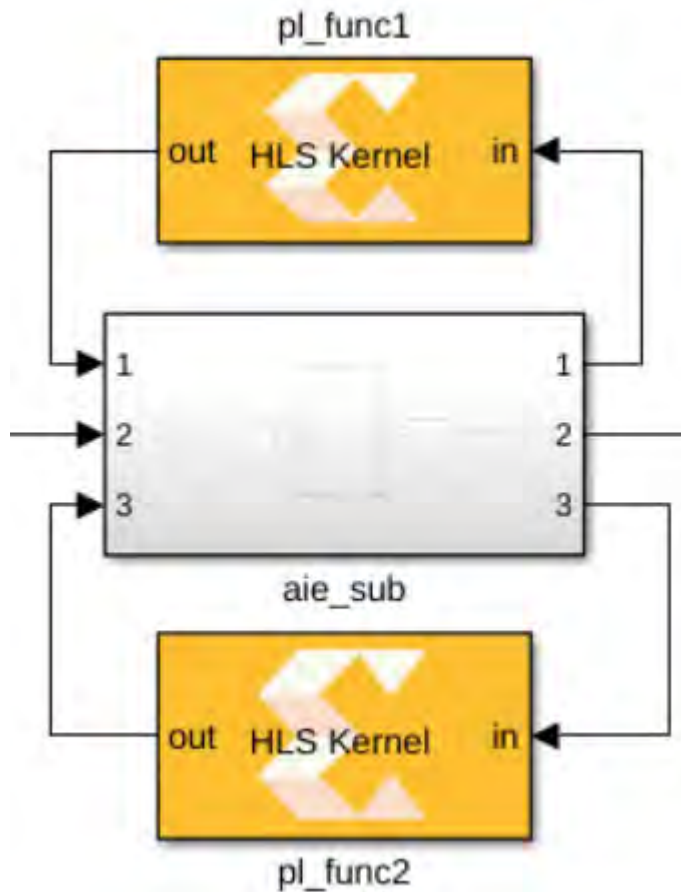 pl_func1
out HLS Kernel in
1 1
2 2
3 3
aie_sub
out HLS Kernel in
pl_func2